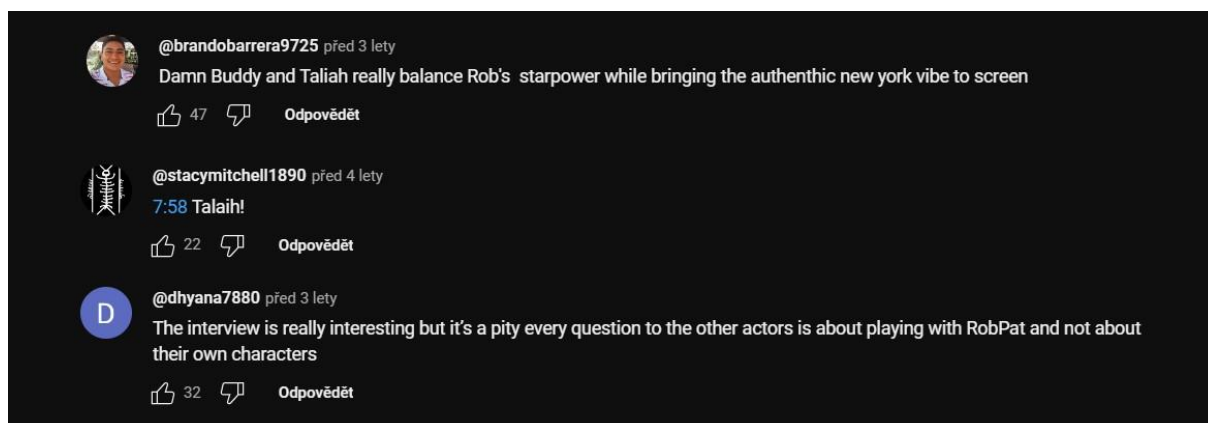 @brandobarrera9725 před 3 lety
Damn Buddy and Taliah really balance Rob's starpower while bringing the authenthic new york vibe to screen
47 Odpovědět
@stacymitchell1890 před 4 lety
7:58 Talaih!
22 Odpovědět
D
@dhyana7880 před 3 lety
The interview is really interesting but it's a pity every question to the other actors is about playing with RobPat and not about
their own characters
32 Odpovědět